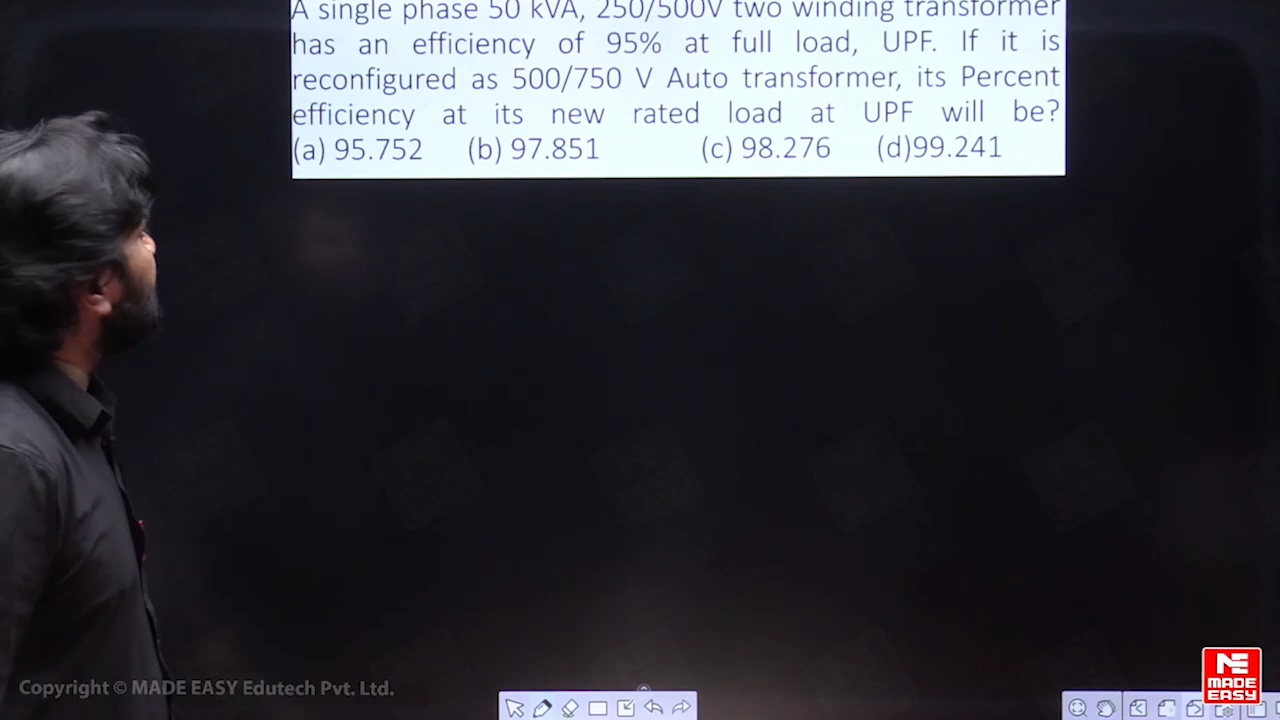 A single phase 50 kVA, 250/500V two winding transformer
has an efficiency of 95% at full load, UPF. If it is
reconfigured as 500/750 V Auto transformer, its Percent
efficiency at its new rated load at UPF will be?
(a) 95.752 (b) 97.851 (c) 98.276 (d)99.241
Copyright © MADE EASY Edutech Pvt. Ltd.
ME
MADE
EASY